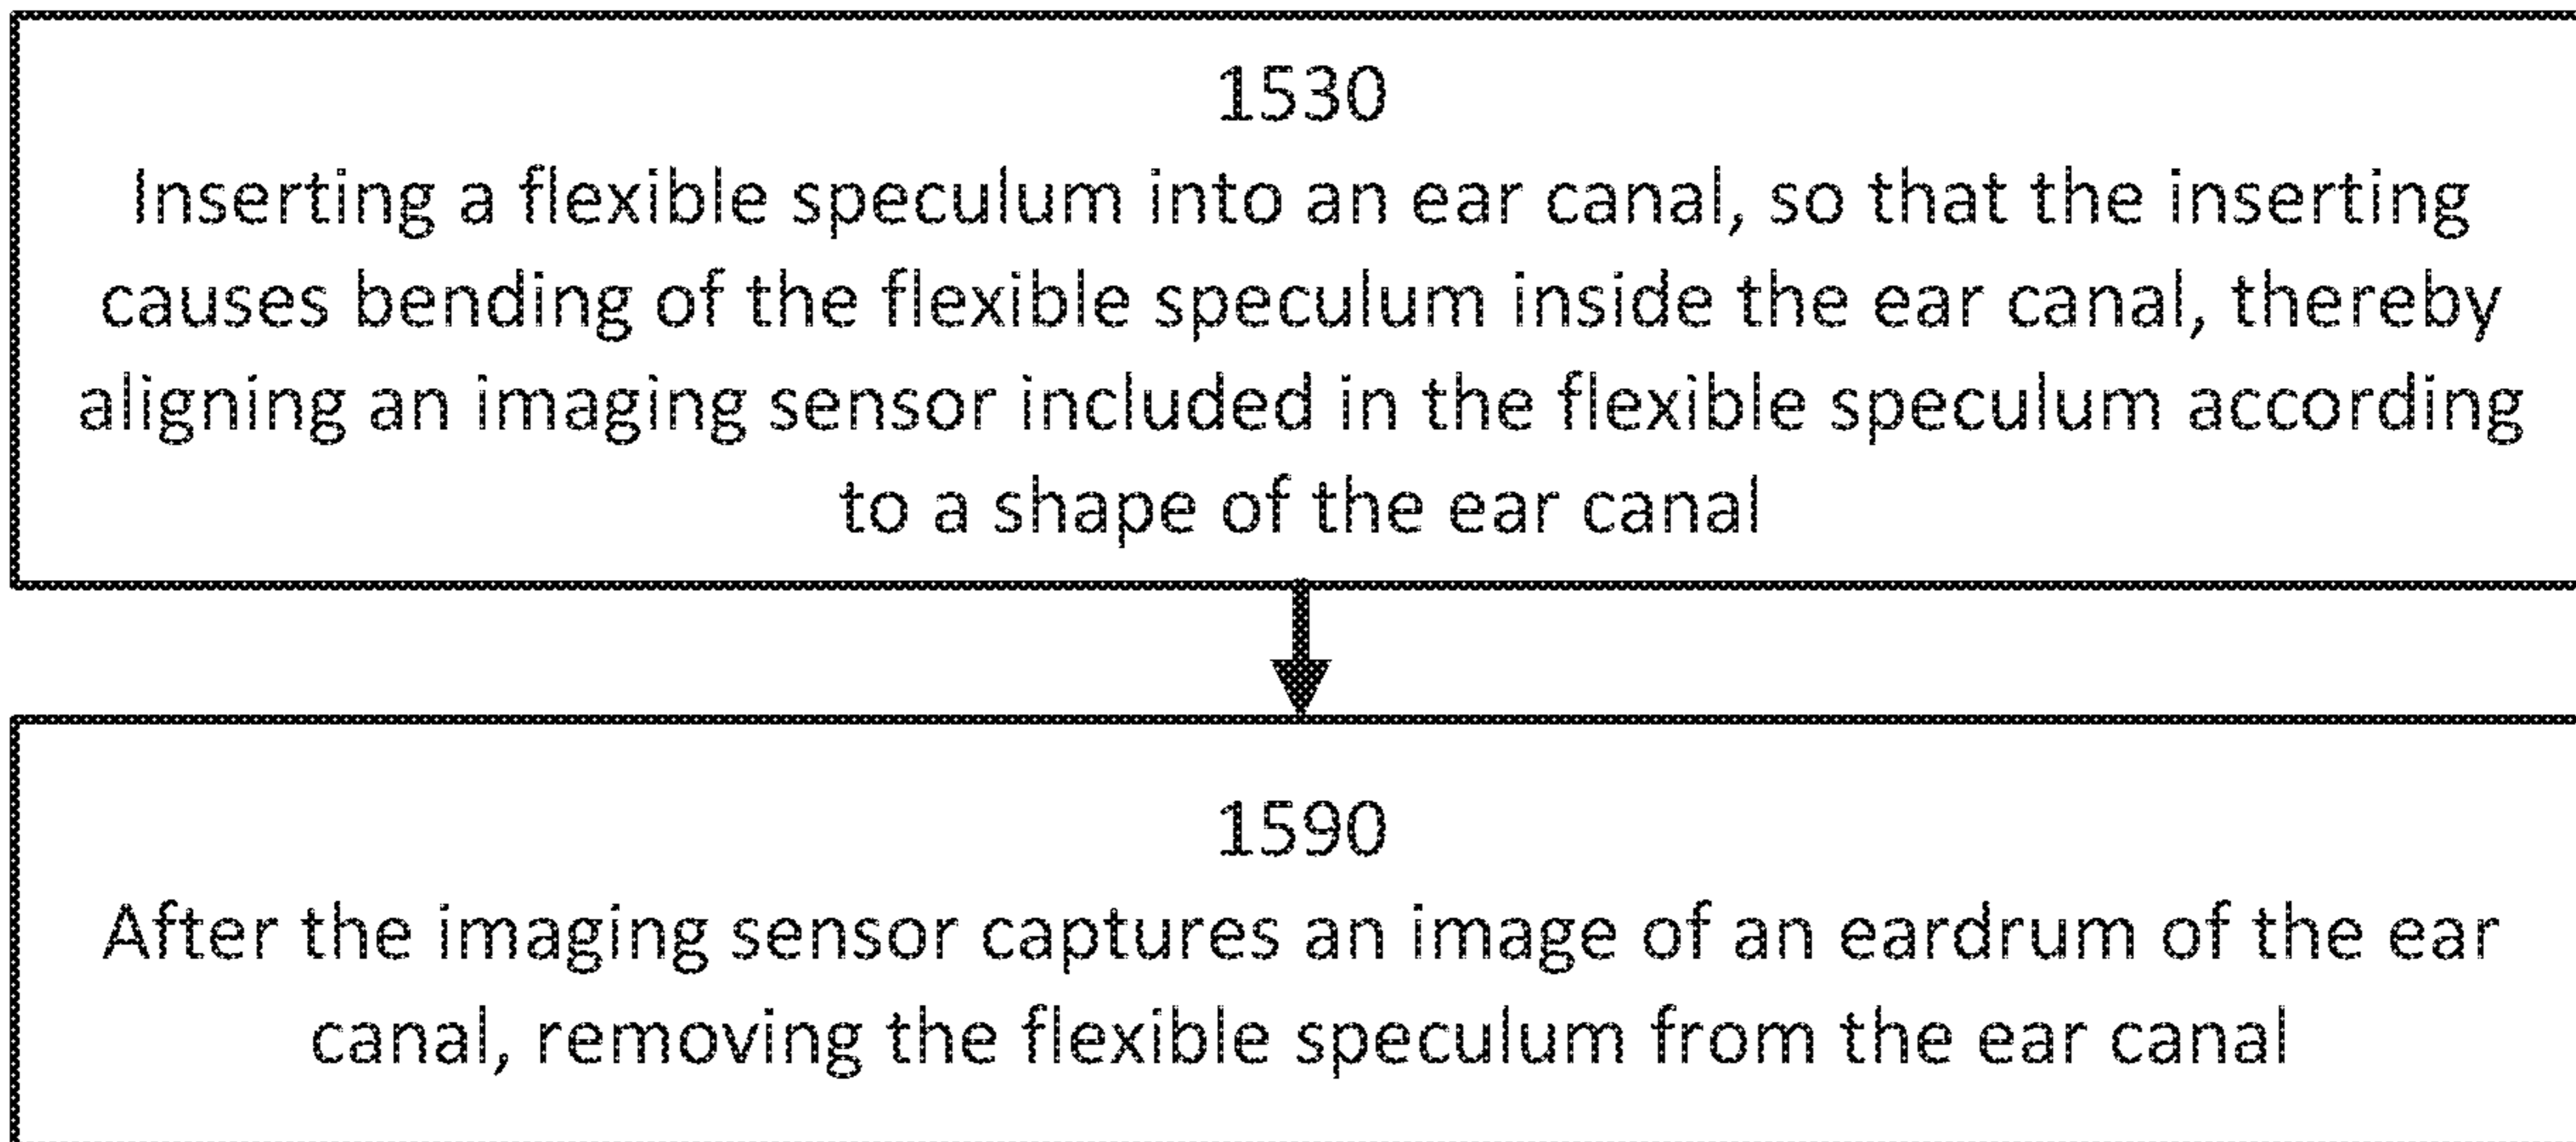 1530
Inserting a flexible speculum into an ear canal, so that the inserting
causes bending of the flexible speculum inside the ear canal, thereby
aligning an imaging sensor included in the flexible speculum according
to a shape of the ear canal
1590
After the imaging sensor captures an image of an eardrum of the ear
canal, removing the flexible speculum from the ear canal